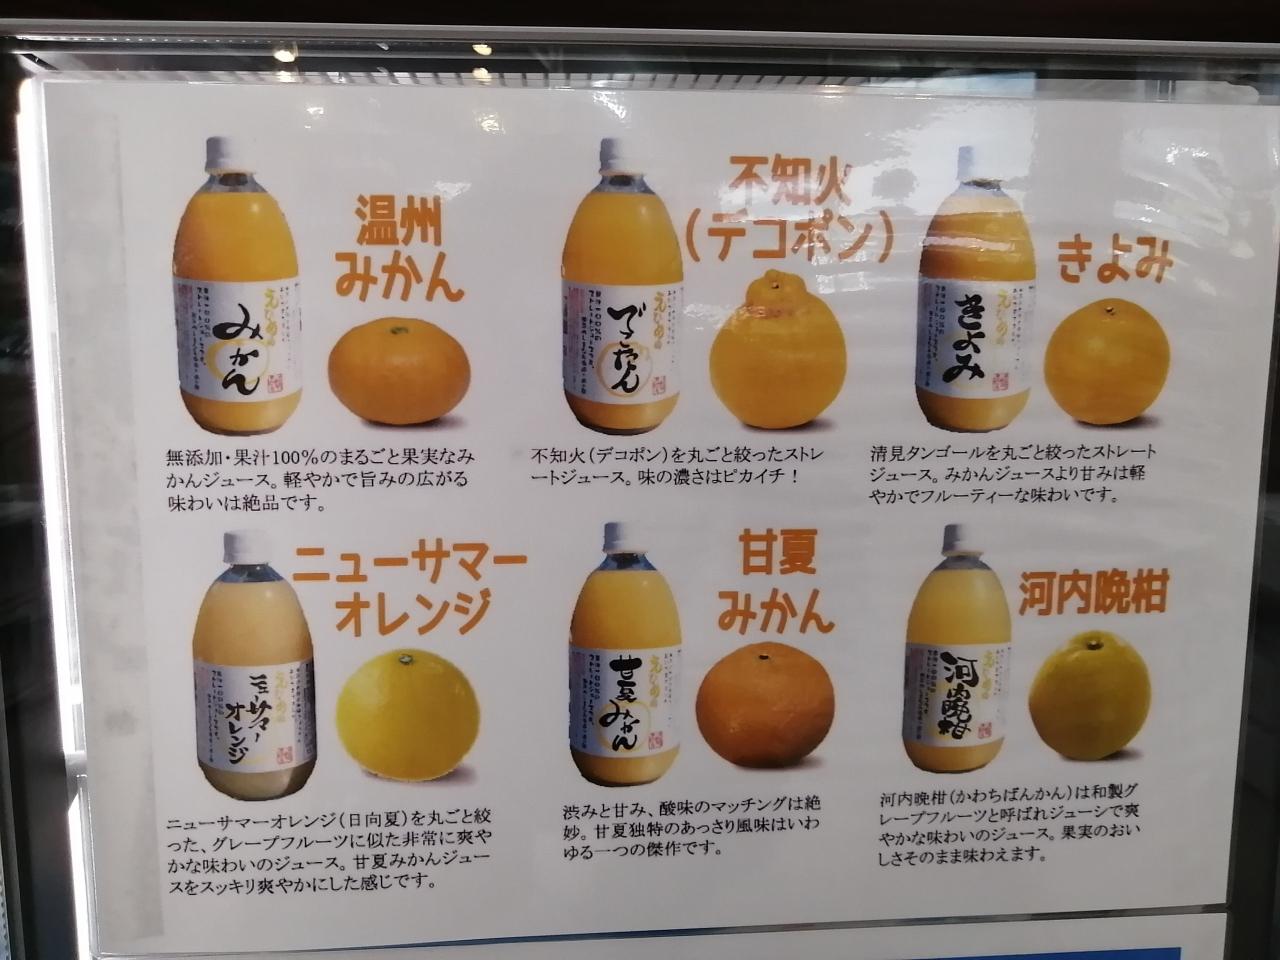 温州
みかん
えひめの
みかん
無添加・果汁100%のまるごと果実なみ
かんジュース。軽やかで旨みの広がる
味わいは絶品です。
不知火
(デコポン)
えひめの
不知火(デコポン)を丸ごと絞ったストレ
ートジュース。味の濃さはピカイチ!
きよみ
えひめの
きよみ
清見タンゴールを丸ごと絞ったストレート
ジュース。みかんジュースより甘みは軽
やかでフルーティーな味わいです。
ニューサマー
オレンジ
えひめの
ニューサマー
オレンジ
ニューサマーオレンジ(日向夏)を丸ごと絞
った、グレープフルーツに似た非常に爽や
かな味わいのジュース。甘夏みかんジュー
スをスッキリ爽やかにした感じです。
甘夏
みかん
えひめの
甘夏みかん
渋みと甘み、酸味のマッチングは絶
妙。甘夏独特のあっさり風味はいわ
ゆる一つの傑作です。
河内晩柑
えひめの
河内晩柑
河内晩柑(かわちばんかん)は和製グ
レープフルーツと呼ばれジューシで爽
やかな味わいのジュース。果実のおい
しさそのまま味わえます。